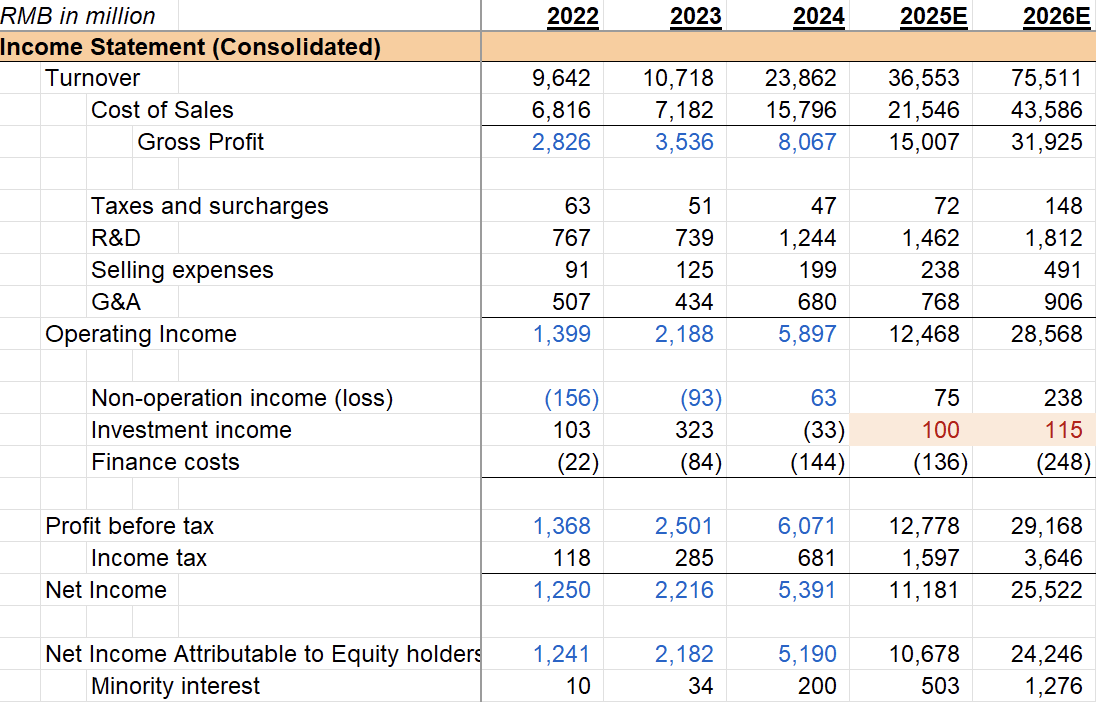 RMB in million 2022 2023 2024 2025E 2026E
Income Statement (Consolidated)
Turnover 9,642 10,718 23,862 36,553 75,511
Cost of Sales 6,816 7,182 15,796 21,546 43,586
Gross Profit 2,826 3,536 8,067 15,007 31,925
Taxes and surcharges 63 51 47 72 148
R&D 767 739 1,244 1,462 1,812
Selling expenses 91 125 199 238 491
G&A 507 434 680 768 906
Operating Income 1,399 2,188 5,897 12,468 28,568
Non-operation income (loss) (156) (93) 63 75 238
Investment income 103 323 (33) 100 115
Finance costs (22) (84) (144) (136) (248)
Profit before tax 1,368 2,501 6,071 12,778 29,168
Income tax 118 285 681 1,597 3,646
Net Income 1,250 2,216 5,391 11,181 25,522
Net Income Attributable to Equity holders 1,241 2,182 5,190 10,678 24,246
Minority interest 10 34 200 503 1,276